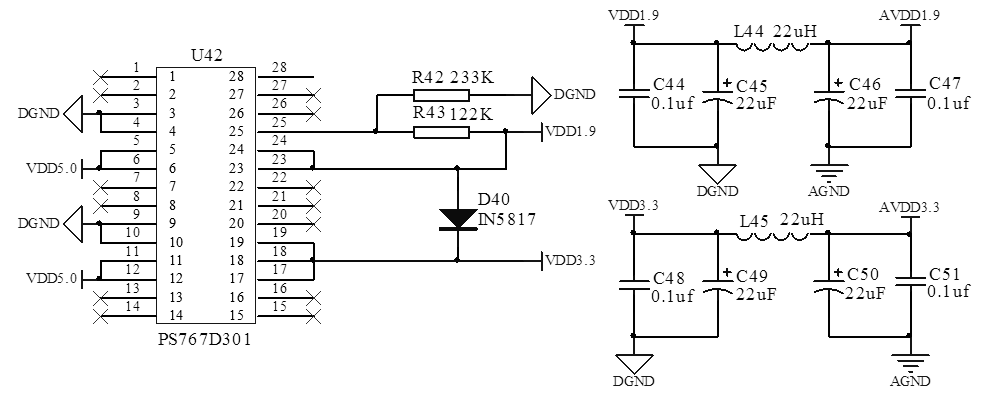 U42
PS767D301
1 1 28 28
2 2 27 27
3 3 26 26
4 4 25 25
5 5 24 24
6 6 23 23
7 7 22 22
8 8 21 21
9 9 20 20
10 10 19 19
11 11 18 18
12 12 17 17
13 13 16 16
14 14 15 15
DGND
VDD5.0
DGND
VDD5.0
R42 233K
DGND
R43 122K
VDD1.9
D40
IN5817
VDD3.3
VDD1.9
AVDD1.9
L44 22uH
C44
0.1uf
C45
22uF
C46
22uF
C47
0.1uf
DGND
AGND
VDD3.3
AVDD3.3
L45 22uH
C48
0.1uf
C49
22uF
C50
22uF
C51
0.1uf
DGND
AGND